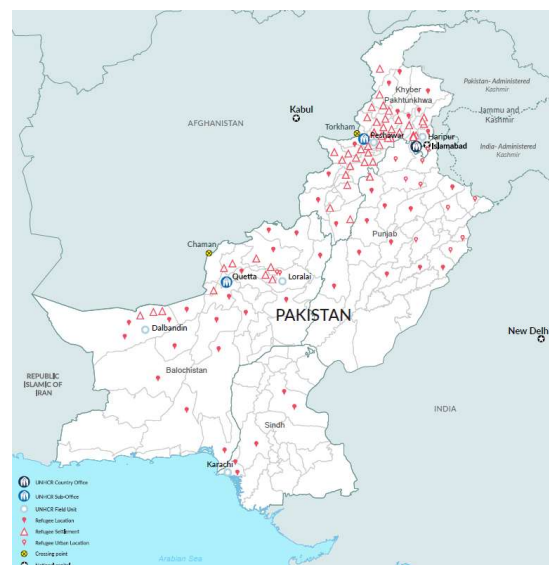 Khyber
Pakhtunkhwa
Pakistan- Administered
Kashmir
Jammu and
Kashmir
India- Administered
Kashmir
Kabul
AFGHANISTAN
Torkham
Peshawar
Haripur
Islamabad
Punjab
Chaman
Quetta
Loralai
PAKISTAN
New Delh
Dalbandin
Balochistan
REPUBLIC
ISLAMIC OF
IRAN
INDIA
Sindh
Karachi
Arabian Sea
UNHCR Country Office
UNHCR Sub-Office
UNHCR Field Unit
Refugee Location
Refugee Settlement
Refugee Urban Location
Crossing point